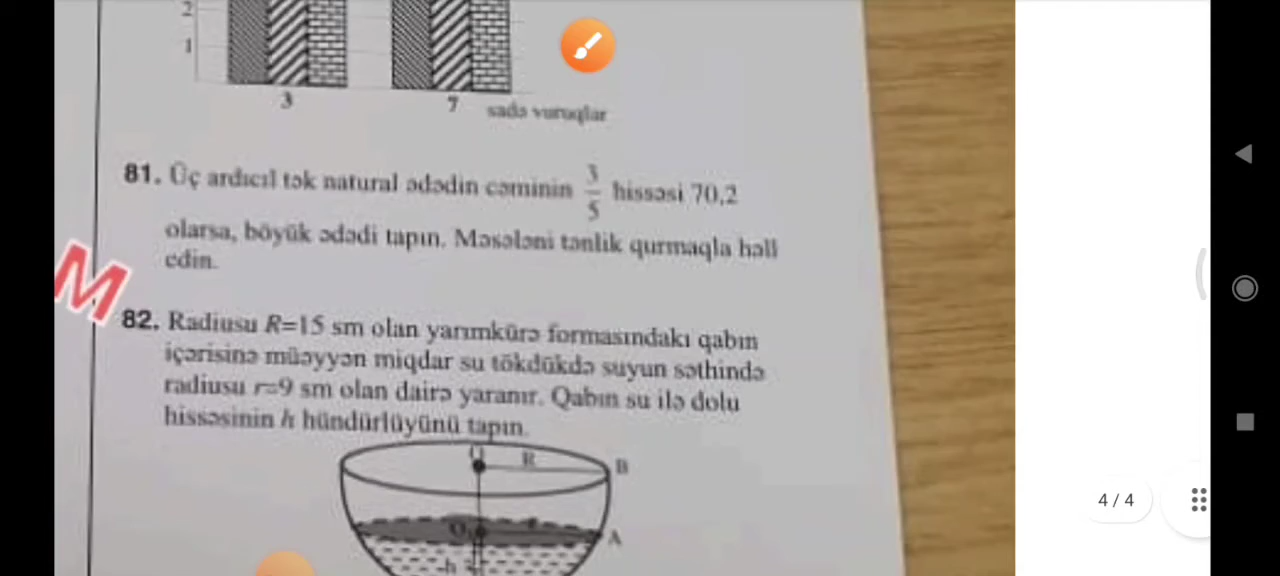 2
1
3
7 sadə vuruqlar
81. Üç ardıcıl tək natural ədədin cəminin 3/5 hissəsi 70,2
olarsa, böyük ədədi tapın. Məsələni tənlik qurmaqla həll
edin.
M
82. Radiusu R=15 sm olan yarımkürə formasındakı qabın
içərisinə müəyyən miqdar su tökdükdə suyun səthində
radiusu r=9 sm olan dairə yaranır. Qabın su ilə dolu
hissəsinin h hündürlüyünü tapın.
R B
A
h
4 / 4